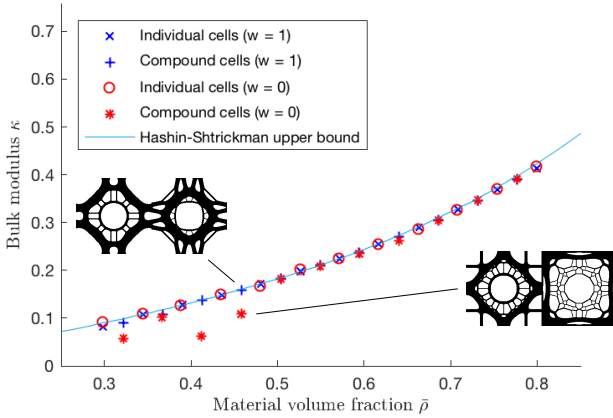 0.7
0.6
0.5
0.4
0.3
0.2
0.1
0
Bulk modulus κ
Individual cells (w = 1)
Compound cells (w = 1)
Individual cells (w = 0)
Compound cells (w = 0)
Hashin-Shtrickman upper bound
0.3 0.4 0.5 0.6 0.7 0.8
Material volume fraction ρ̄